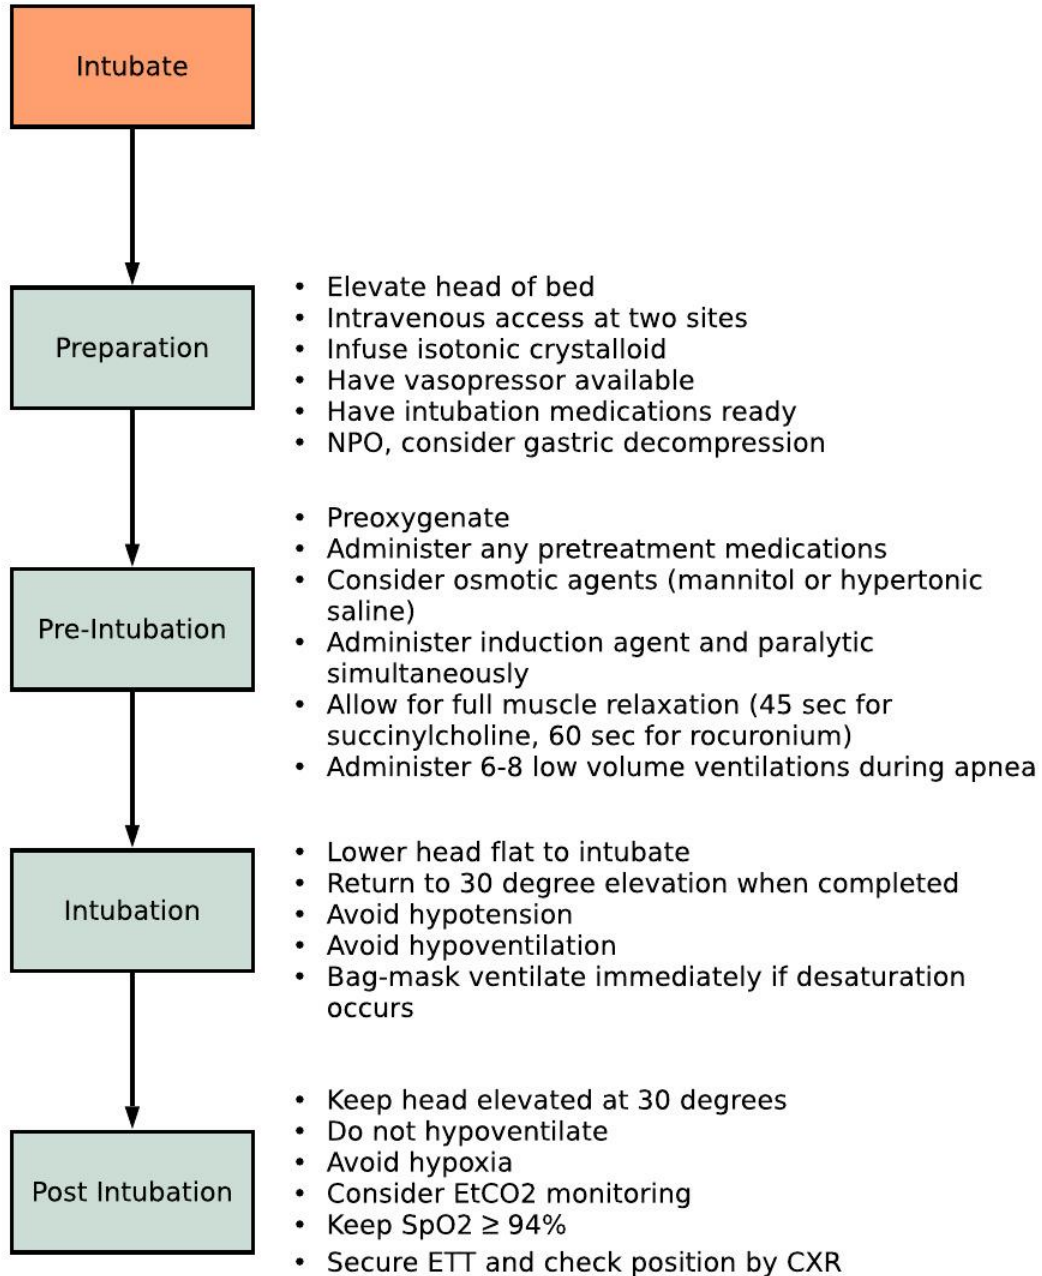 Intubate
Preparation
• Elevate head of bed
• Intravenous access at two sites
• Infuse isotonic crystalloid
• Have vasopressor available
• Have intubation medications ready
• NPO, consider gastric decompression
Pre-Intubation
• Preoxygenate
• Administer any pretreatment medications
• Consider osmotic agents (mannitol or hypertonic
saline)
• Administer induction agent and paralytic
simultaneously
• Allow for full muscle relaxation (45 sec for
succinylcholine, 60 sec for rocuronium)
• Administer 6-8 low volume ventilations during apnea
Intubation
• Lower head flat to intubate
• Return to 30 degree elevation when completed
• Avoid hypotension
• Avoid hypoventilation
• Bag-mask ventilate immediately if desaturation
occurs
Post Intubation
• Keep head elevated at 30 degrees
• Do not hypoventilate
• Avoid hypoxia
• Consider EtCO2 monitoring
• Keep SpO2 ≥ 94%
• Secure ETT and check position by CXR